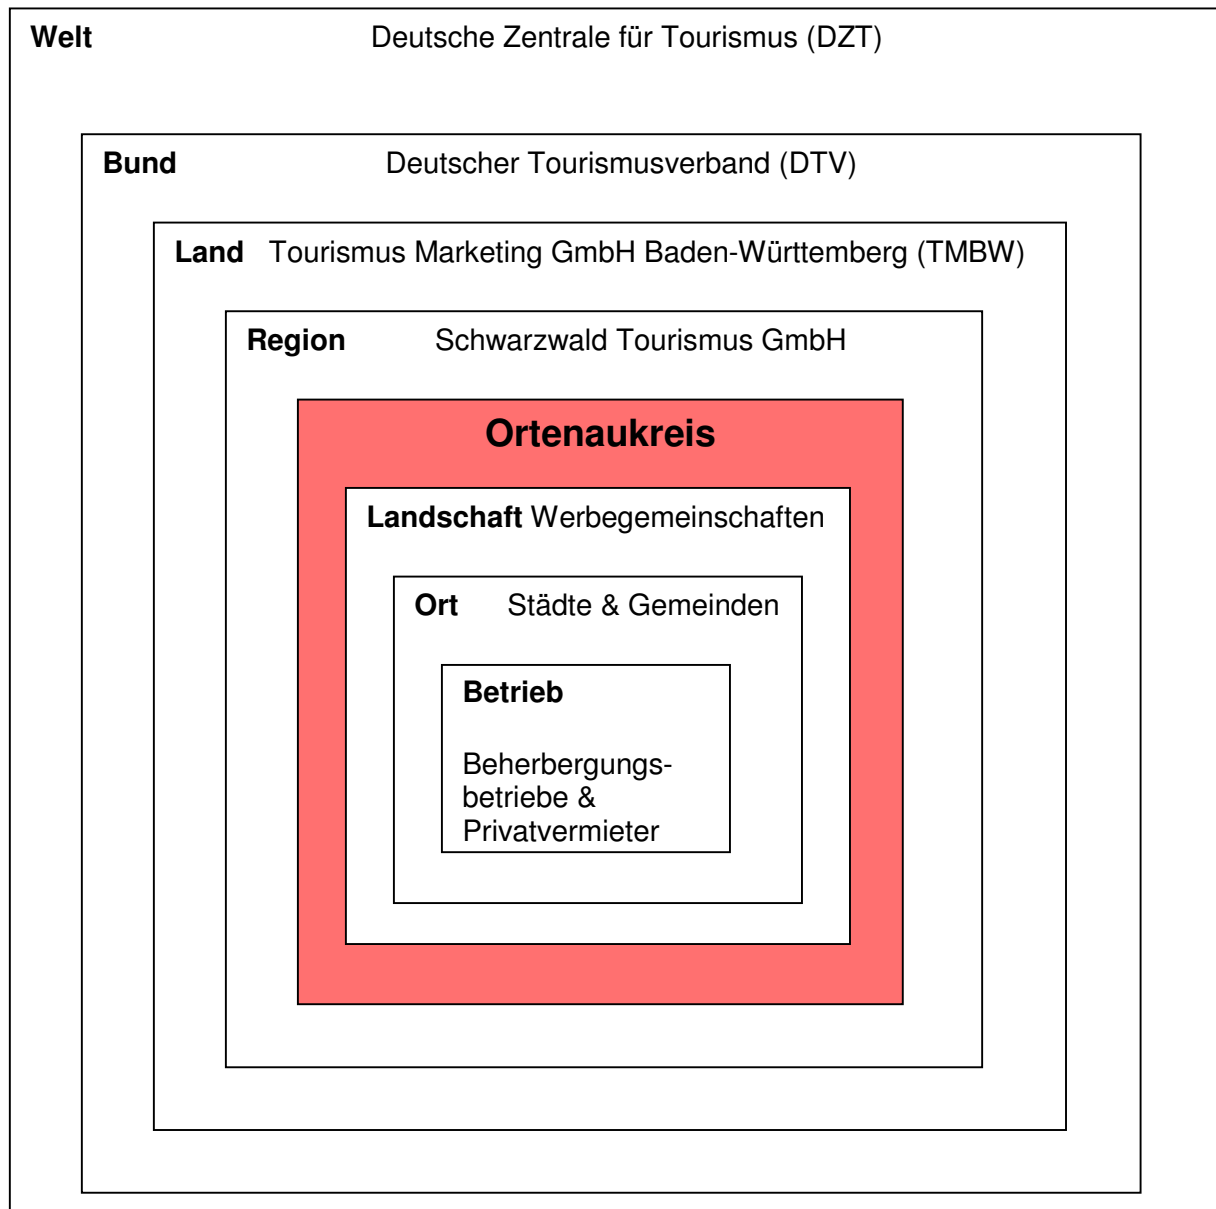 Welt Deutsche Zentrale für Tourismus (DZT)
Bund Deutscher Tourismusverband (DTV)
Land Tourismus Marketing GmbH Baden-Württemberg (TMBW)
Region Schwarzwald Tourismus GmbH
Ortenaukreis
Landschaft Werbegemeinschaften
Ort Städte & Gemeinden
Betrieb
Beherbergungs-
betriebe &
Privatvermieter